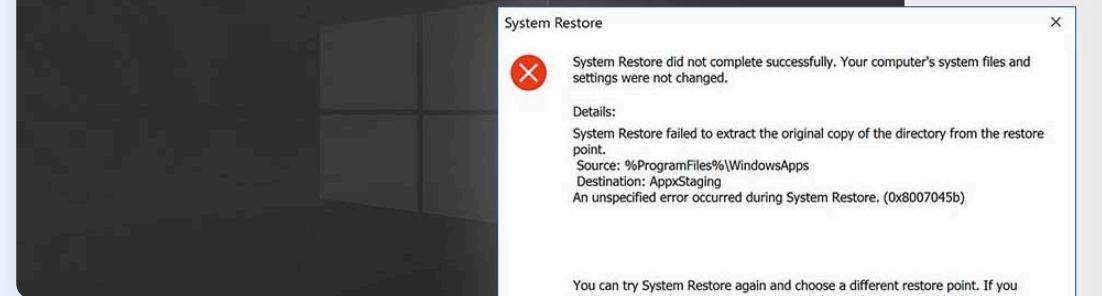 System Restore
System Restore did not complete successfully. Your computer's system files and
settings were not changed.
Details:
System Restore failed to extract the original copy of the directory from the restore
point.
Source: %ProgramFiles%\WindowsApps
Destination: AppxStaging
An unspecified error occurred during System Restore. (0x8007045b)
You can try System Restore again and choose a different restore point. If you